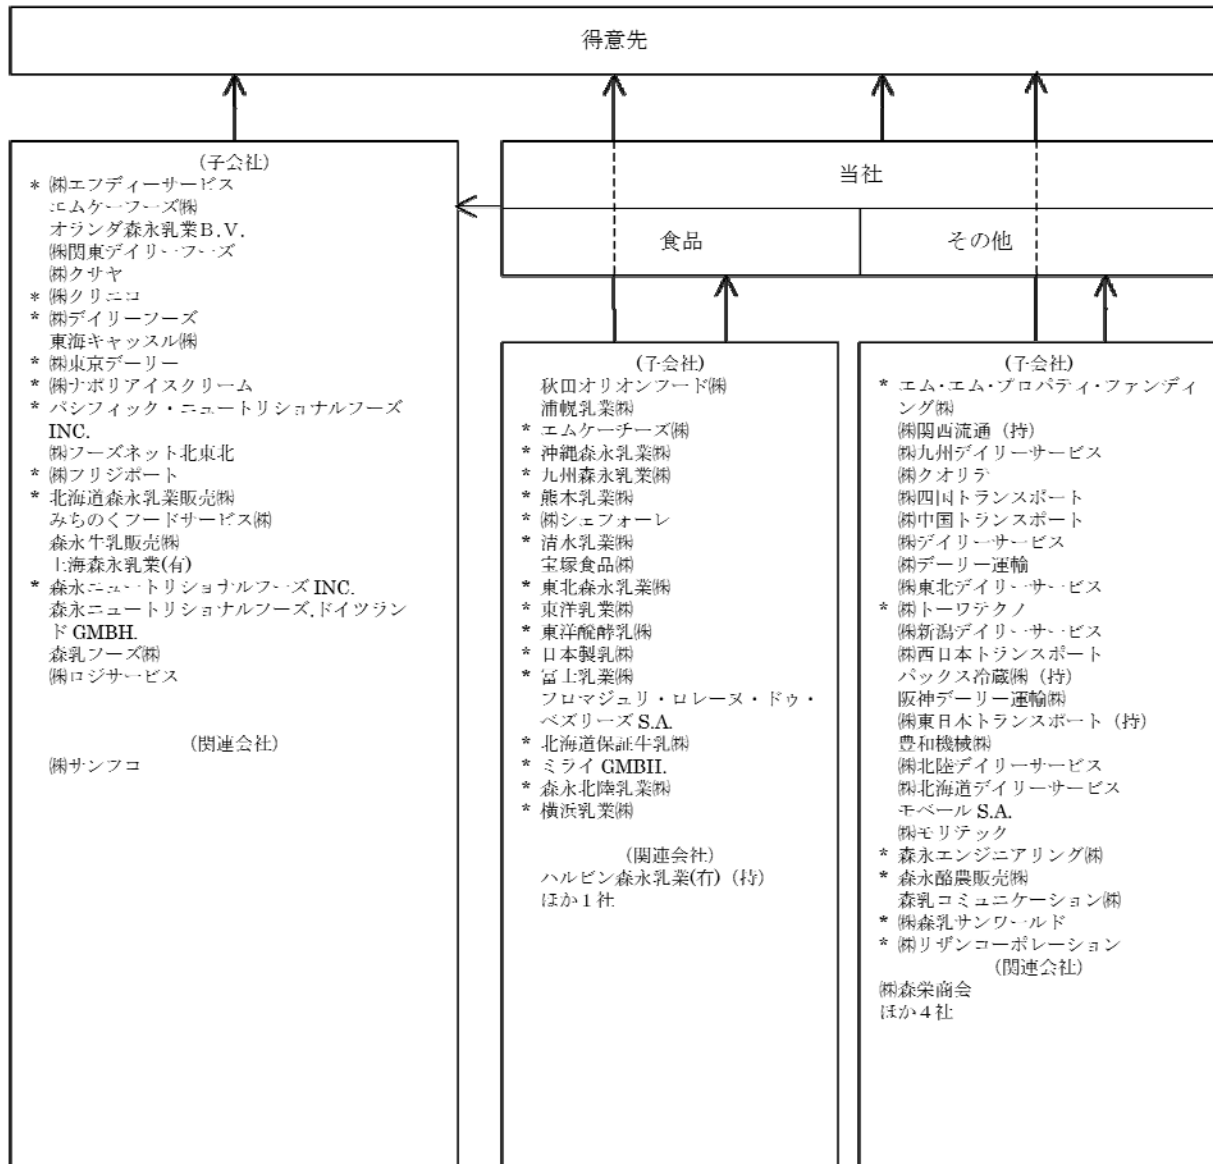 得意先
(子会社)
* ㈱エフディーサービス
エムケーフーズ㈱
オランダ森永乳業B.V.
㈱関東デイリーフーズ
㈱クサヤ
* ㈱クリニコ
* ㈱デイリーフーズ
東海キャッスル㈱
* ㈱東京デーリー
* ㈱ナポリアイスクリーム
* パシフィック・ニュートリショナルフーズ
INC.
㈱フーズネット北東北
* ㈱フリジポート
* 北海道森永乳業販売㈱
みちのくフードサービス㈱
森永牛乳販売㈱
上海森永乳業(有)
* 森永ニュートリショナルフーズ INC.
森永ニュートリショナルフーズ.ドイツラン
ド GMBH.
森乳フーズ㈱
㈱ロジサービス
(関連会社)
㈱サンフコ
当社
食品
その他
(子会社)
秋田オリオンフード㈱
浦幌乳業㈱
* エムケーチーズ㈱
* 沖縄森永乳業㈱
* 九州森永乳業㈱
* 熊本乳業㈱
* ㈱シェフォーレ
* 清水乳業㈱
宝塚食品㈱
* 東北森永乳業㈱
* 東洋乳業㈱
* 東洋醗酵乳㈱
* 日本製乳㈱
* 冨士乳業㈱
フロマジュリ・ロレーヌ・ドゥ・
ベズリーズ S.A.
* 北海道保証牛乳㈱
* ミライ GMBH.
* 森永北陸乳業㈱
* 横浜乳業㈱
(関連会社)
ハルビン森永乳業(有) (持)
ほか１社
(子会社)
* エム・エム・プロパティ・ファンディ
ング㈱
㈱関西流通 (持)
㈱九州デイリーサービス
㈱クオリテ
㈱四国トランスポート
㈱中国トランスポート
㈱デイリーサービス
㈱デーリー運輸
㈱東北デイリーサービス
* ㈱トーワテクノ
㈱新潟デイリーサービス
㈱西日本トランスポート
パックス冷蔵㈱ (持)
阪神デーリー運輸㈱
㈱東日本トランスポート (持)
豊和機械㈱
㈱北陸デイリーサービス
㈱北海道デイリーサービス
モベール S.A.
㈱モリテック
* 森永エンジニアリング㈱
* 森永酪農販売㈱
森乳コミュニケーション㈱
* ㈱森乳サンワールド
* ㈱リザンコーポレーション
(関連会社)
㈱森栄商会
ほか４社